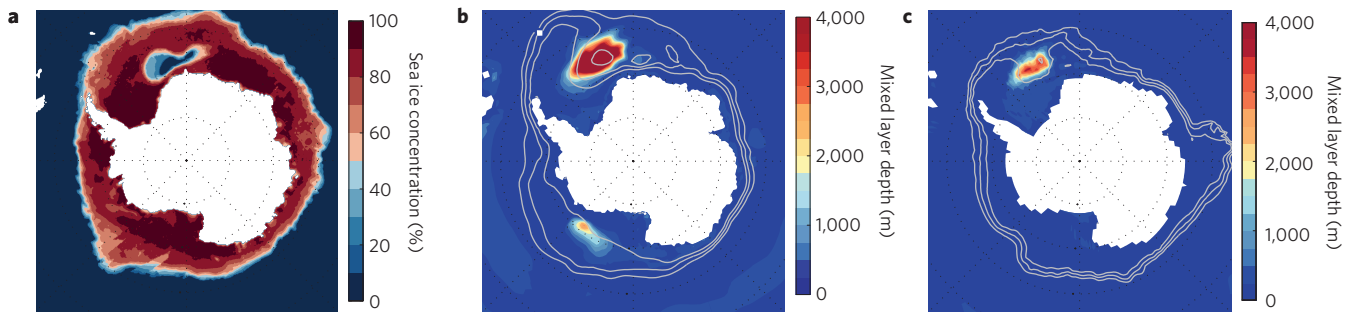 a
100
80
60
40
20
0
Sea ice concentration (%)
b
4,000
3,000
2,000
1,000
0
Mixed layer depth (m)
c
4,000
3,000
2,000
1,000
0
Mixed layer depth (m)